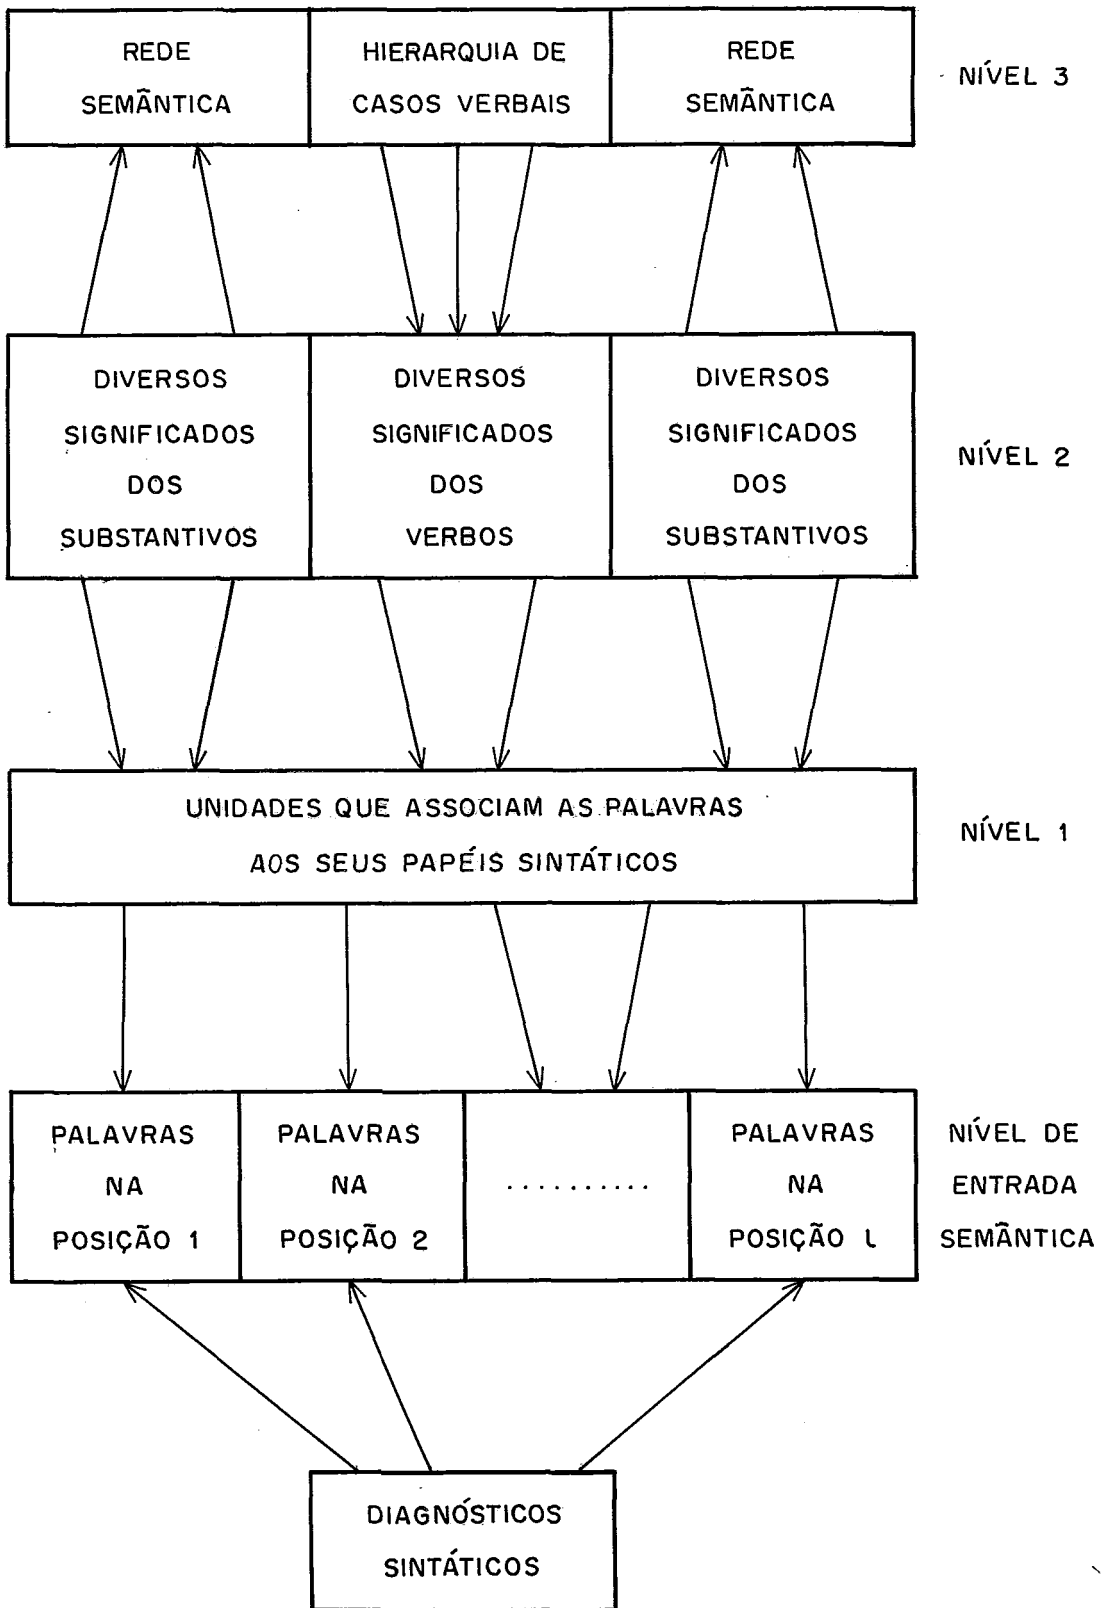 REDE
SEMÂNTICA
HIERARQUIA DE
CASOS VERBAIS
REDE
SEMÂNTICA
NÍVEL 3
DIVERSOS
SIGNIFICADOS
DOS
SUBSTANTIVOS
DIVERSOS
SIGNIFICADOS
DOS
VERBOS
DIVERSOS
SIGNIFICADOS
DOS
SUBSTANTIVOS
NÍVEL 2
UNIDADES QUE ASSOCIAM AS PALAVRAS
AOS SEUS PAPÉIS SINTÁTICOS
NÍVEL 1
PALAVRAS
NA
POSIÇÃO 1
PALAVRAS
NA
POSIÇÃO 2
..........
PALAVRAS
NA
POSIÇÃO l
NÍVEL DE
ENTRADA
SEMÂNTICA
DIAGNÓSTICOS
SINTÁTICOS